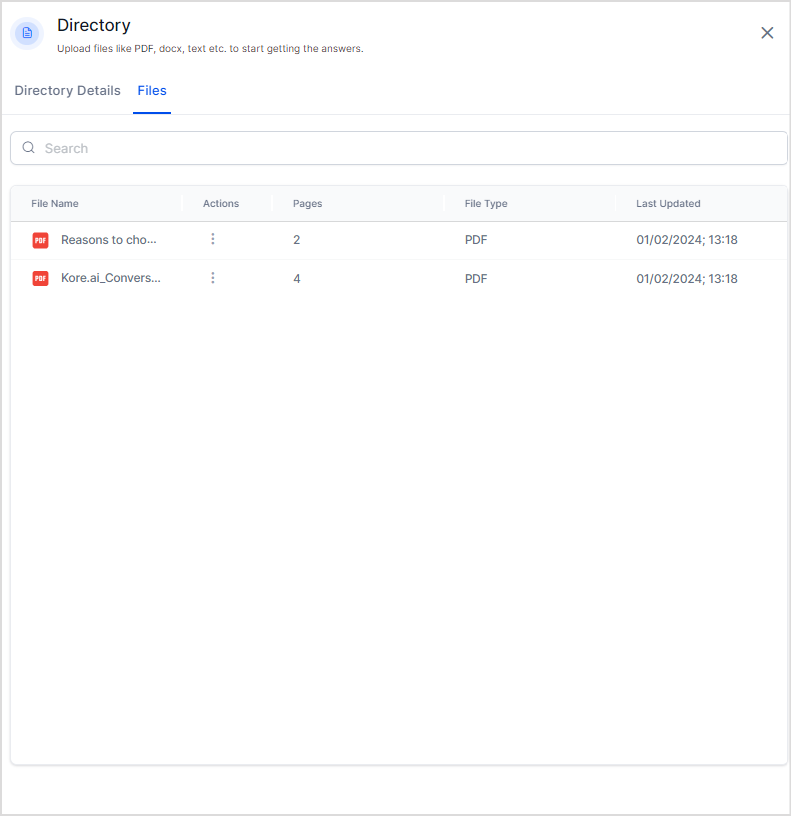 Directory
Upload files like PDF, docx, text etc. to start getting the answers.
Directory Details Files
Search
File Name Actions Pages File Type Last Updated
PDF Reasons to cho... 2 PDF 01/02/2024; 13:18
PDF Kore.ai_Convers... 4 PDF 01/02/2024; 13:18